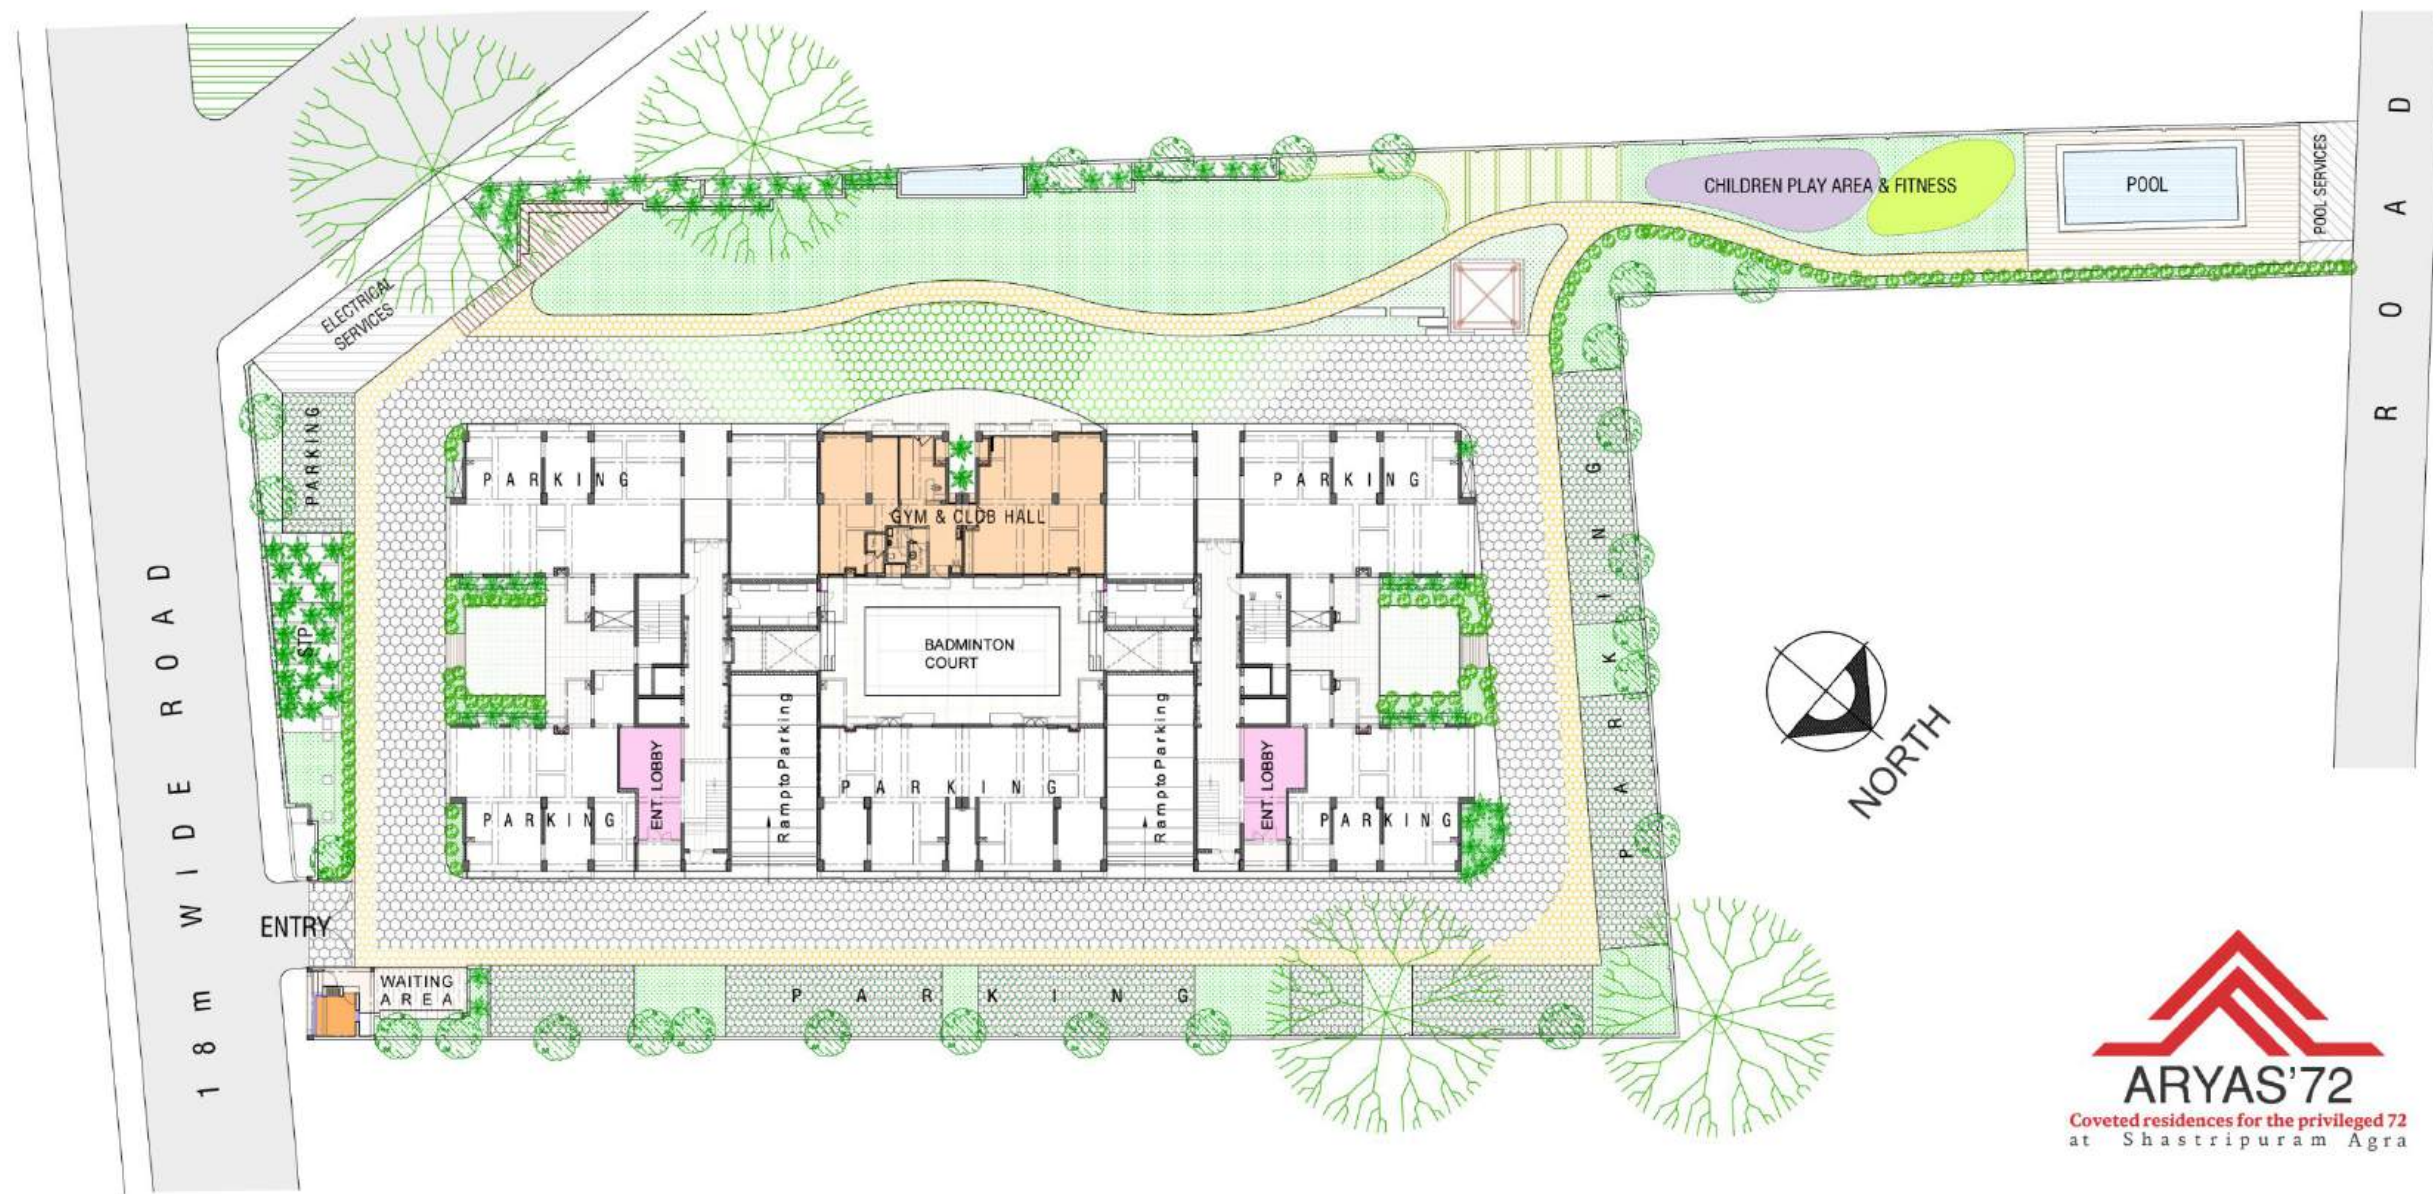 18m WIDE ROAD
ROAD
ELECTRICAL
SERVICES
CHILDREN PLAY AREA & FITNESS
POOL
POOL SERVICES
PARKING
PARKING
PARKING
PARKING
GYM & CLUB HALL
STP
BADMINTON
COURT
ENT. LOBBY
Ramp to Parking
PARKING
Ramp to Parking
ENT. LOBBY
PARKING
PARKING
NORTH
ENTRY
WAITING
AREA
PARKING
ARYAS'72
Coveted residences for the privileged 72
at Shastripuram Agra